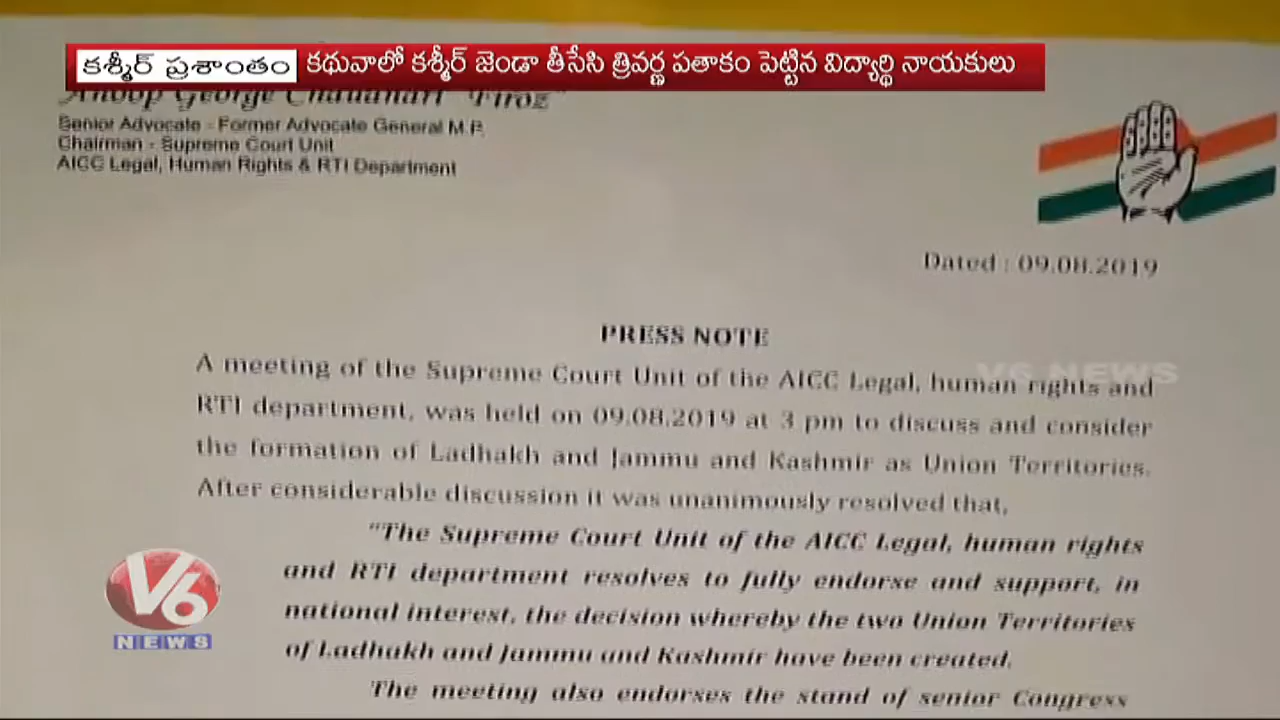 కశ్మీర్ ప్రశాంతం కథువాలో కశ్మీర్ జెండా తీసేసి త్రివర్ణ పతాకం పెట్టిన విద్యార్థి నాయకులు
Anoop George Chaudhari "Firoz"
Senior Advocate - Former Advocate General M.P.
Chairman - Supreme Court Unit
AICC Legal, Human Rights & RTI Department
Dated : 09.08.2019
PRESS NOTE
A meeting of the Supreme Court Unit of the AICC Legal, human rights and
RTI department, was held on 09.08.2019 at 3 pm to discuss and consider
the formation of Ladhakh and Jammu and Kashmir as Union Territories.
After considerable discussion it was unanimously resolved that,
"The Supreme Court Unit of the AICC Legal, human rights
and RTI department resolves to fully endorse and support, in
national interest, the decision whereby the two Union Territories
of Ladhakh and Jammu and Kashmir have been created.
The meeting also endorses the stand of senior Congress
V6 NEWS
V6
NEWS